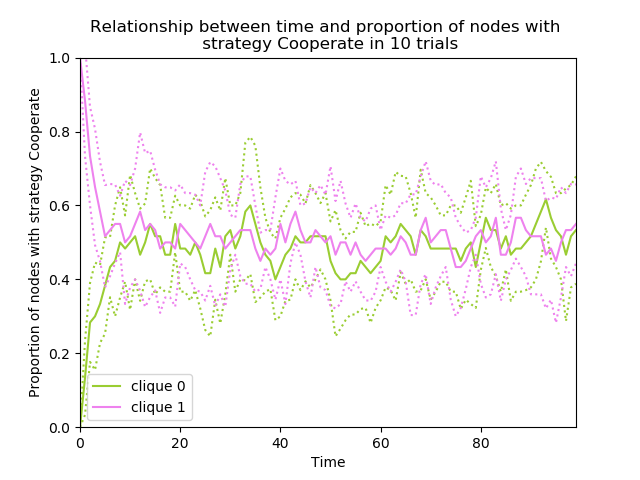 Relationship between time and proportion of nodes with
strategy Cooperate in 10 trials
Proportion of nodes with strategy Cooperate
1.0
0.8
0.6
0.4
0.2
0.0
clique 0
clique 1
0 20 40 60 80
Time